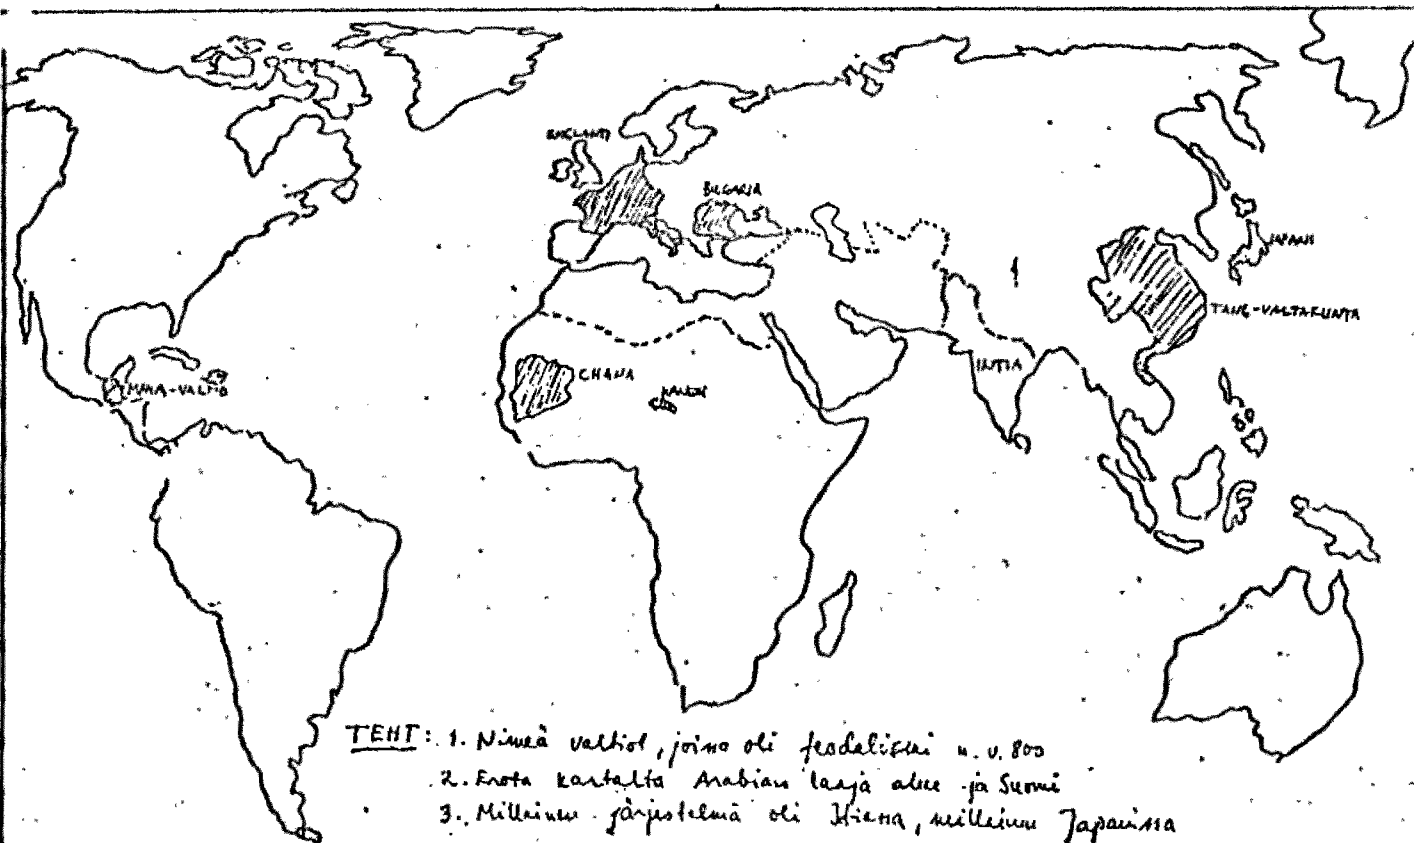 ENGLANTI
BULGARIA
JAPANI
TANG-VALTAKUNTA
INTIA
GHANA
MAYA-VALTIO
TEHT: 1. Nimeä valtiot, joissa oli feodalismi n. v. 800
2. Erota kartalta Arabian laaja alue ja Suomi
3. Millainen järjestelmä oli Intiassa, millainen Japanissa